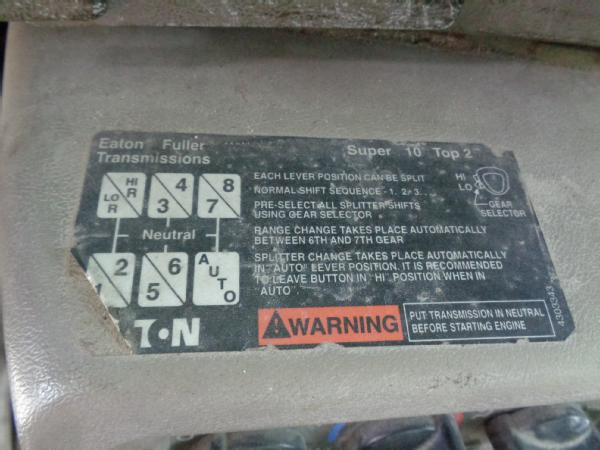 Eaton Fuller
Transmissions
Super 10 Top 2
LO R HI R
3 4
7 8
Neutral
1 2
5 6
AUTO
EACH LEVER POSITION CAN BE SPLIT
NORMAL SHIFT SEQUENCE - 1, 2, 3...
PRE-SELECT ALL SPLITTER SHIFTS
USING GEAR SELECTOR
HI
LO
GEAR
SELECTOR
RANGE CHANGE TAKES PLACE AUTOMATICALLY
BETWEEN 6TH AND 7TH GEAR
SPLITTER CHANGE TAKES PLACE AUTOMATICALLY
IN "AUTO" LEVER POSITION. IT IS RECOMMENDED
TO LEAVE BUTTON IN "HI" POSITION WHEN IN
"AUTO"
T•N
WARNING
PUT TRANSMISSION IN NEUTRAL
BEFORE STARTING ENGINE
4303343